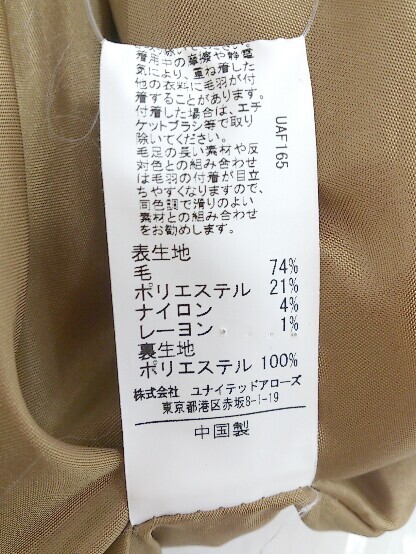 着用中の摩擦や静電
気により、重ね着した
他の衣料に毛羽が付
着することがあります。
付着した場合は、エチ
ケットブラシ等で取り
除いてください。
毛足の長い素材や反
対色との組み合わせ
は毛羽の付着が目立
ちやすくなりますので、
同色調で滑りのよい
素材との組み合わせ
をお勧めします。
UAF165
表生地
毛 74%
ポリエステル 21%
ナイロン 4%
レーヨン 1%
裏生地
ポリエステル 100%
株式会社 ユナイテッドアローズ
東京都港区赤坂8-1-19
中国製